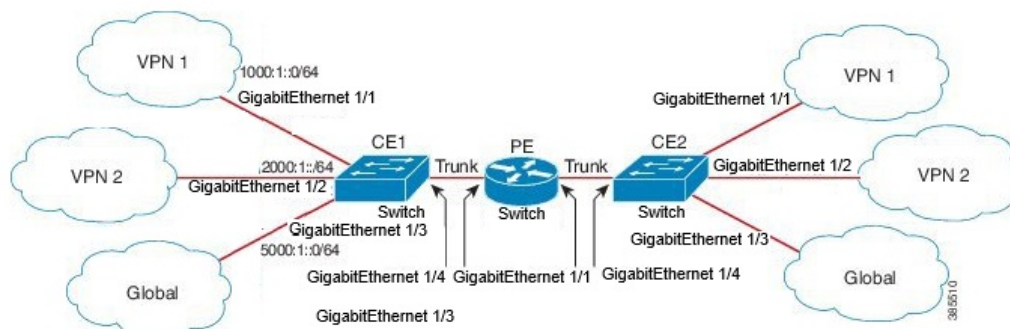 VPN 1
1000:1::0/64
GigabitEthernet 1/1
VPN 2
2000:1::/64
GigabitEthernet 1/2
Global
5000:1::0/64
GigabitEthernet 1/3
CE1
Switch
Trunk
PE
Switch
Trunk
CE2
Switch
GigabitEthernet 1/4
GigabitEthernet 1/1
GigabitEthernet 1/4
GigabitEthernet 1/3
GigabitEthernet 1/1
VPN 1
GigabitEthernet 1/2
VPN 2
GigabitEthernet 1/3
Global
385510